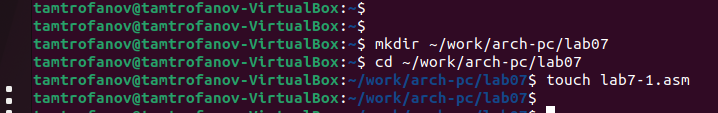 tamtrofanov@tamtrofanov-VirtualBox:~$
tamtrofanov@tamtrofanov-VirtualBox:~$
tamtrofanov@tamtrofanov-VirtualBox:~$ mkdir ~/work/arch-pc/lab07
tamtrofanov@tamtrofanov-VirtualBox:~$ cd ~/work/arch-pc/lab07
tamtrofanov@tamtrofanov-VirtualBox:~/work/arch-pc/lab07$ touch lab7-1.asm
tamtrofanov@tamtrofanov-VirtualBox:~/work/arch-pc/lab07$